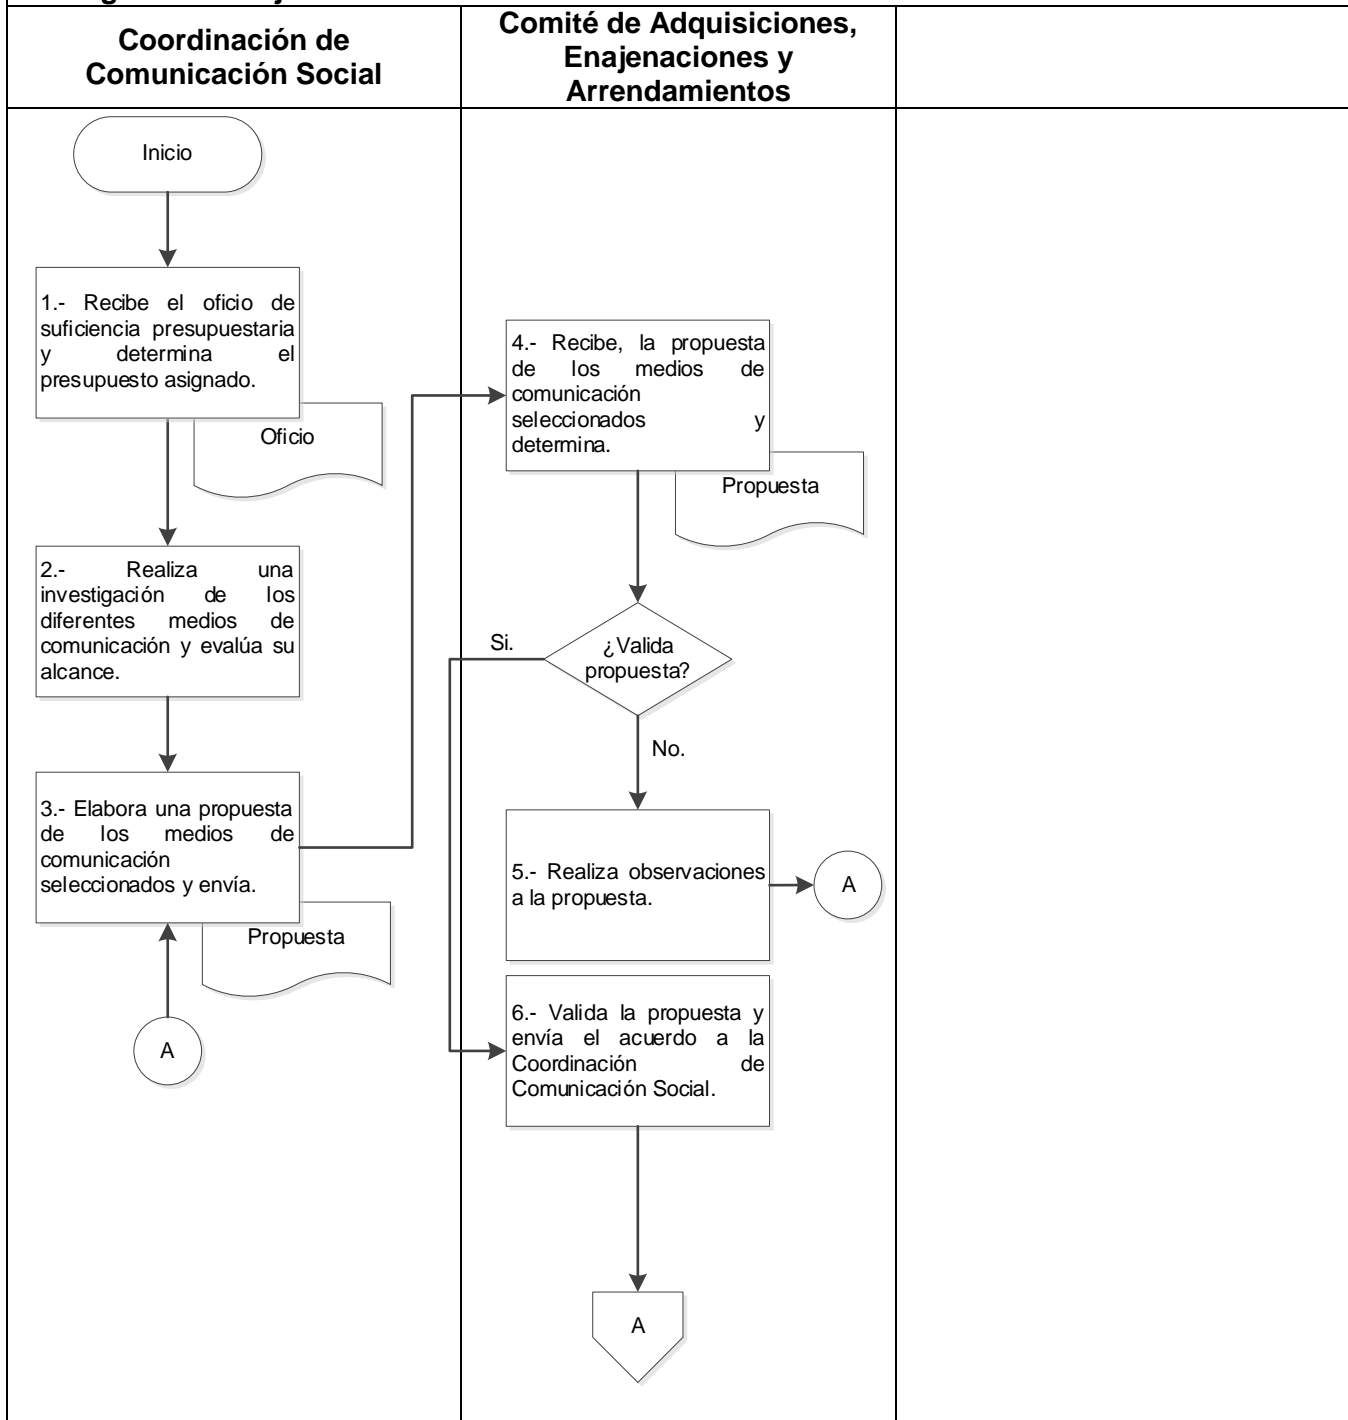 Coordinación de
Comunicación Social
Comité de Adquisiciones,
Enajenaciones y
Arrendamientos
Inicio
1.- Recibe el oficio de
suficiencia presupuestaria
y determina el
presupuesto asignado.
Oficio
2.- Realiza una
investigación de los
diferentes medios de
comunicación y evalúa su
alcance.
3.- Elabora una propuesta
de los medios de
comunicación
seleccionados y envía.
Propuesta
A
4.- Recibe, la propuesta
de los medios de
comunicación
seleccionados y
determina.
Propuesta
¿Valida
propuesta?
Si.
No.
5.- Realiza observaciones
a la propuesta.
A
6.- Valida la propuesta y
envía el acuerdo a la
Coordinación de
Comunicación Social.
A